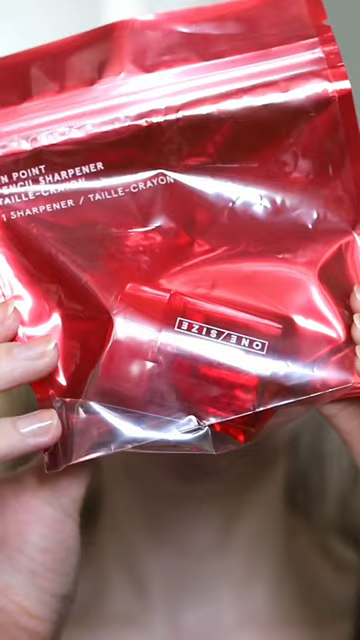 N POINT
ENCIL SHARPENER
TAILLE-CRAYON
1 SHARPENER / TAILLE-CRAYON
ONE/SIZE